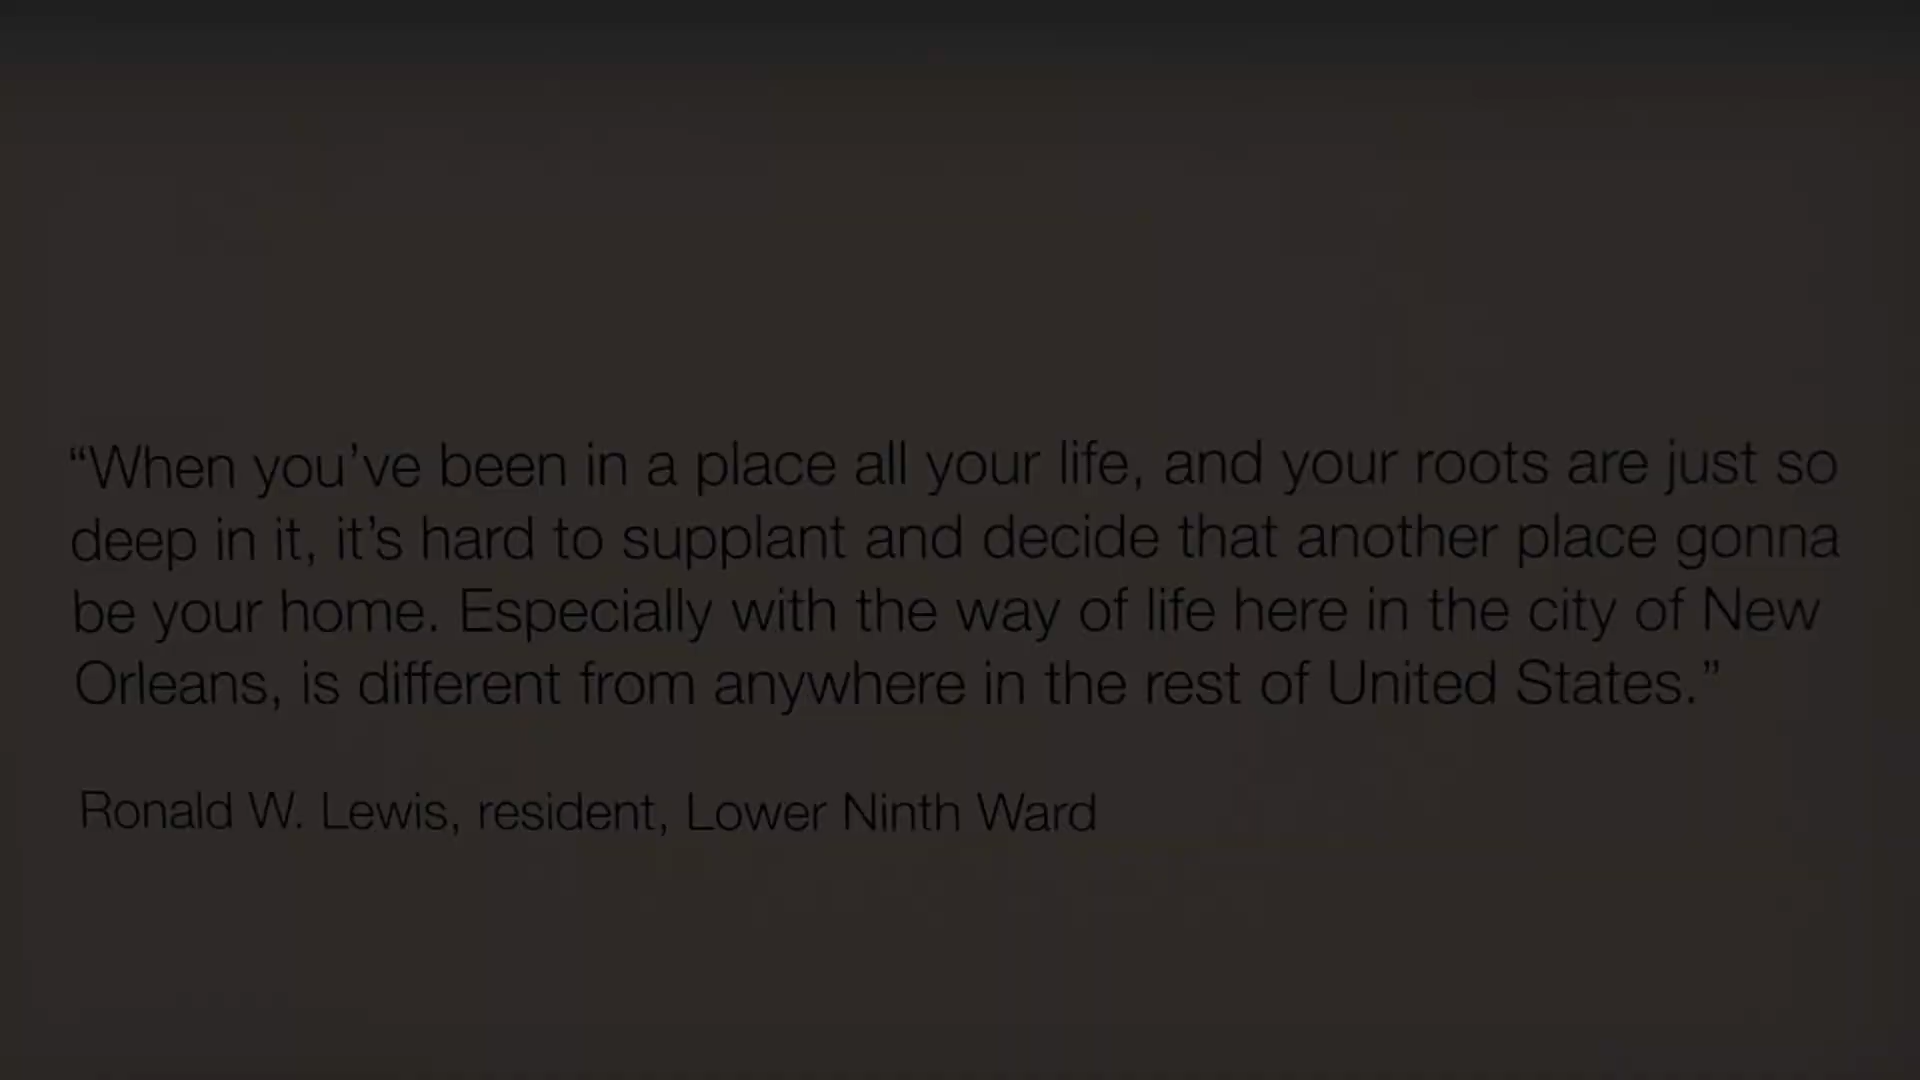 “When you’ve been in a place all your life, and your roots are just so
deep in it, it’s hard to supplant and decide that another place gonna
be your home. Especially with the way of life here in the city of New
Orleans, is different from anywhere in the rest of United States.”
Ronald W. Lewis, resident, Lower Ninth Ward